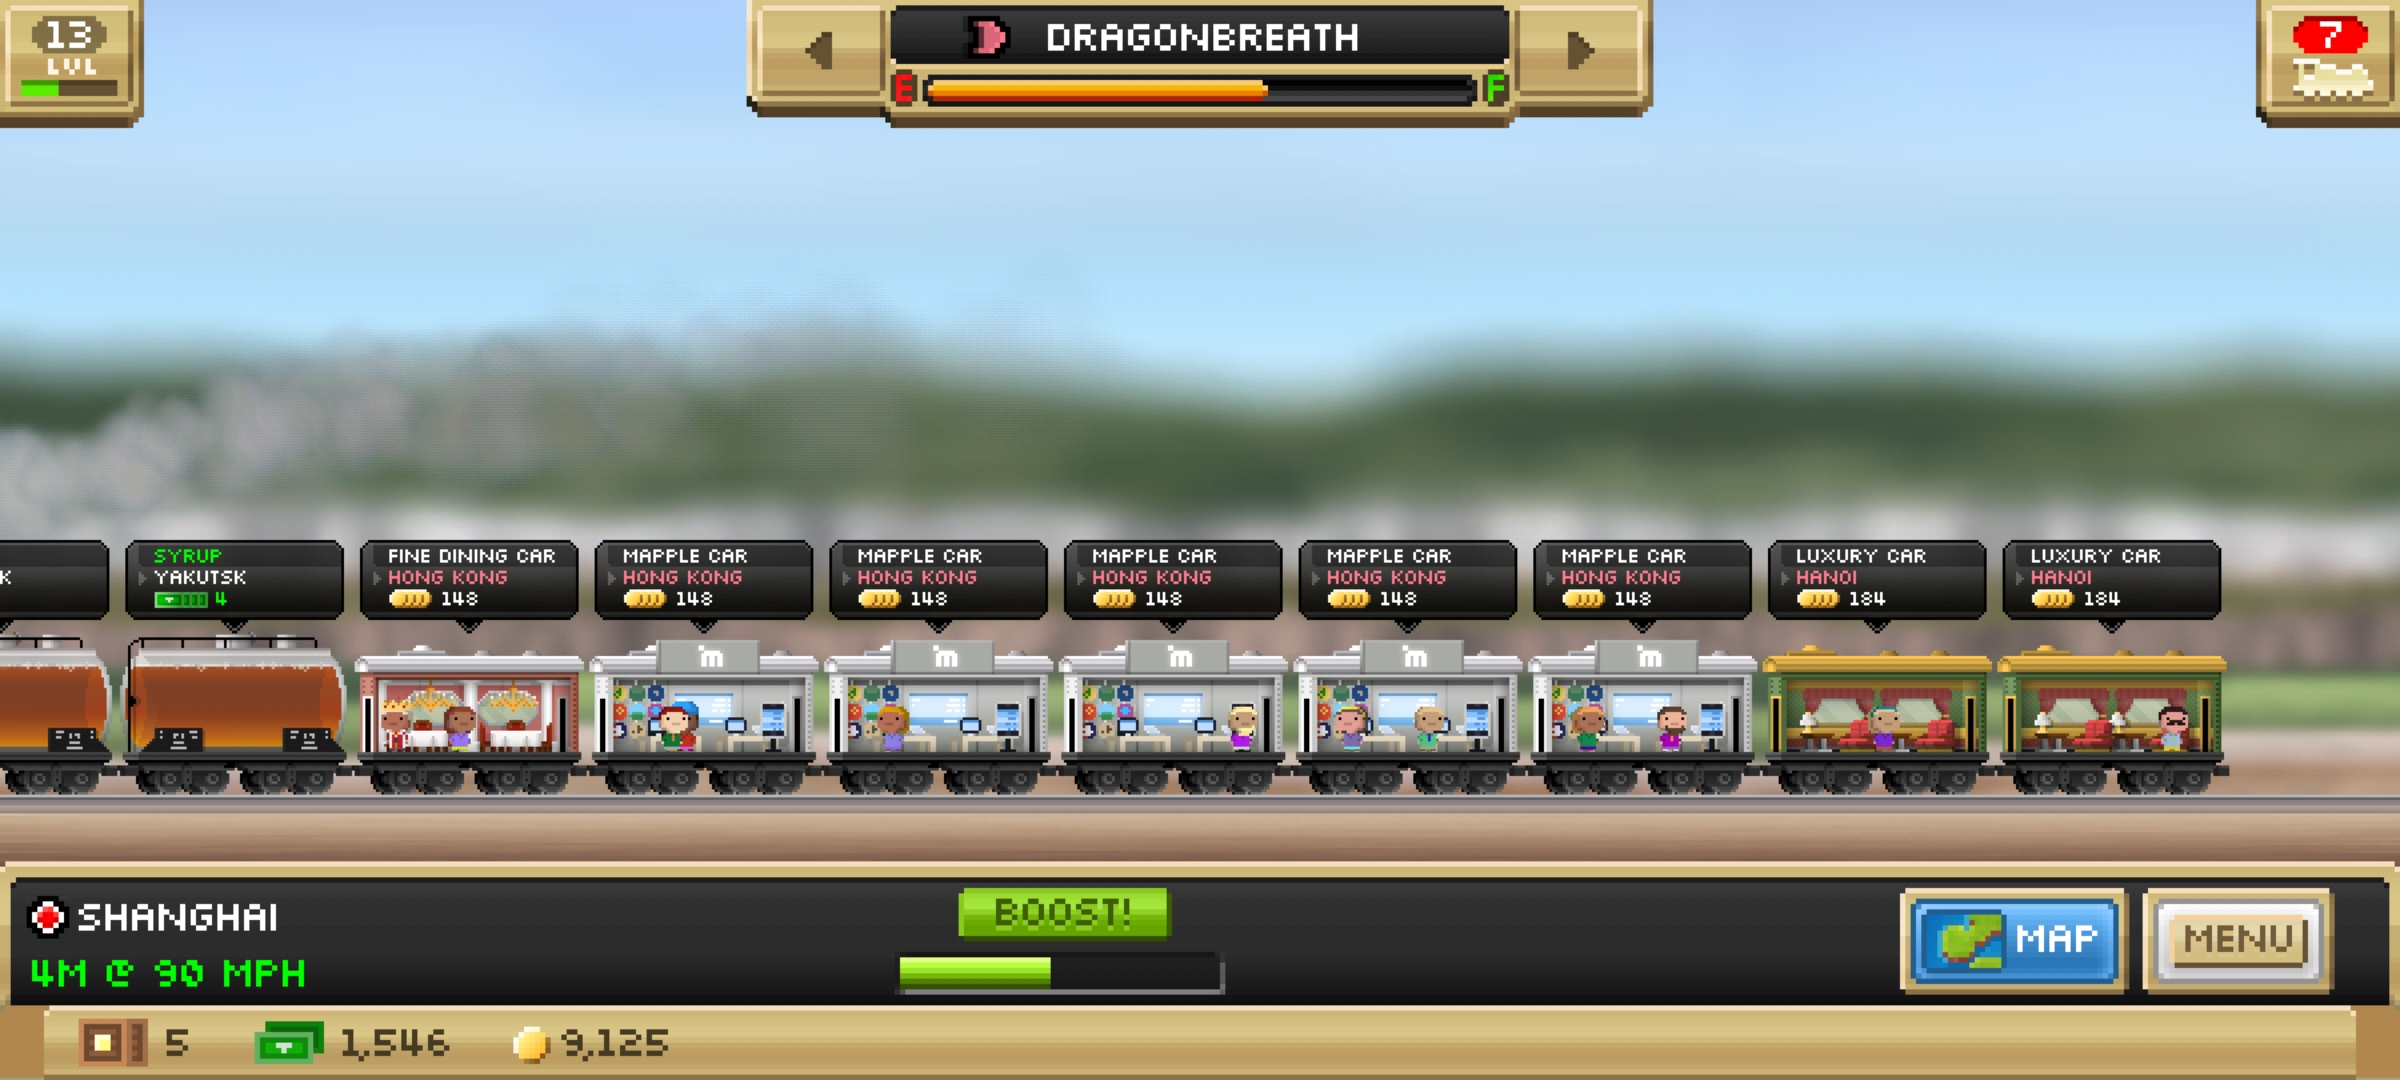 13
LVL
DRAGONBREATH
E F
7
K
SYRUP
YAKUTSK
4
FINE DINING CAR
HONG KONG
148
MAPPLE CAR
HONG KONG
148
MAPPLE CAR
HONG KONG
148
MAPPLE CAR
HONG KONG
148
MAPPLE CAR
HONG KONG
148
MAPPLE CAR
HONG KONG
148
LUXURY CAR
HANOI
184
LUXURY CAR
HANOI
184
m
m
m
m
m
SHANGHAI
4M @ 90 MPH
BOOST!
MAP
MENU
5
1,546
9,125